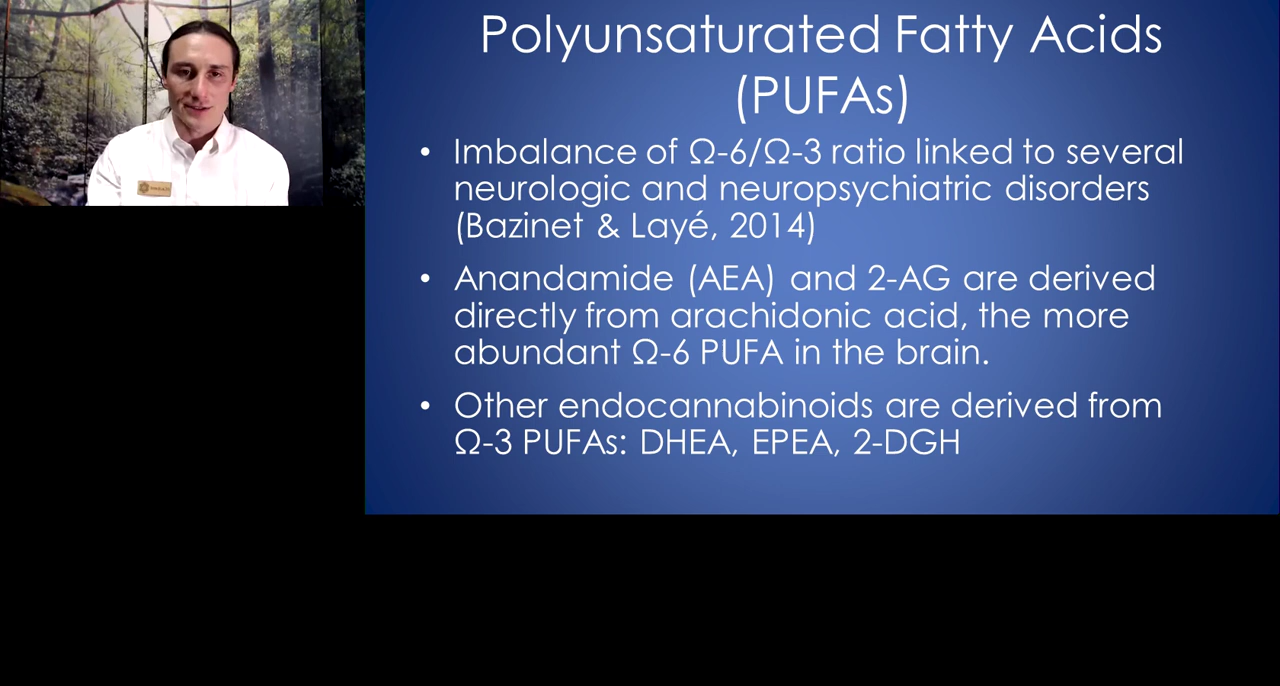 Polyunsaturated Fatty Acids
(PUFAs)
• Imbalance of Ω-6/Ω-3 ratio linked to several
neurologic and neuropsychiatric disorders
(Bazinet & Layé, 2014)
• Anandamide (AEA) and 2-AG are derived
directly from arachidonic acid, the more
abundant Ω-6 PUFA in the brain.
• Other endocannabinoids are derived from
Ω-3 PUFAs: DHEA, EPEA, 2-DGH